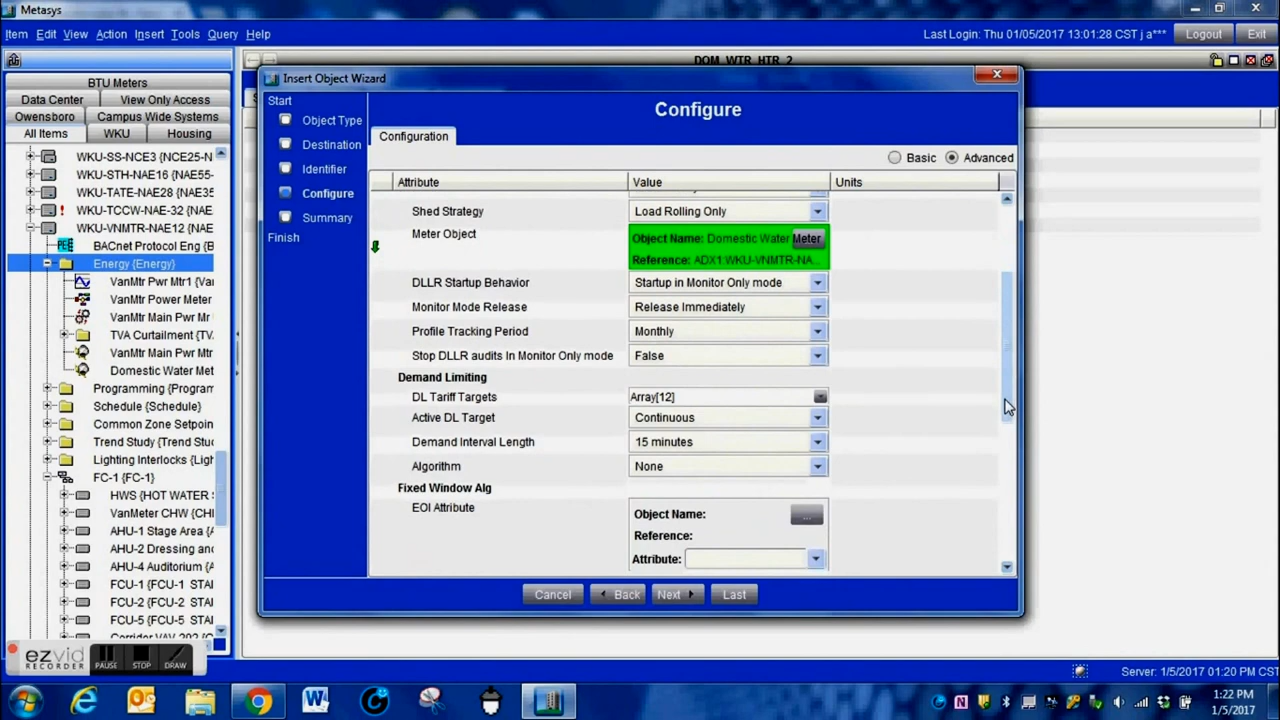 Metasys
Item Edit View Action Insert Tools Query Help
Last Login: Thu 01/05/2017 13:01:28 CST j a***
Logout
Exit
DOM_WTR_HTR_2
BTU Meters
Data Center View Only Access
Owensboro Campus Wide Systems
All Items WKU Housing
WKU-SS-NCE3 {NCE25-N
WKU-STH-NAE16 {NAE55-
WKU-TATE-NAE28 {NAE35
WKU-TCCW-NAE-32 {NAE
WKU-VNMTR-NAE12 {NAE
BACnet Protocol Eng {B
Energy {Energy}
VanMtr Pwr Mtr1 {Va
VanMtr Power Meter
VanMtr Main Pwr Mr
TVA Curtailment {TV
VanMtr Main Pwr Mtr
Domestic Water Met
Programming {Program
Schedule {Schedule}
Common Zone Setpoin
Trend Study {Trend Stu
Lighting Interlocks {Ligh
FC-1 {FC-1}
HWS {HOT WATER S
VanMeter CHW {CH
AHU-1 Stage Area {A
AHU-2 Dressing and
AHU-4 Auditorium {A
FCU-1 {FCU-1 STA
FCU-2 {FCU-2 STA
FCU-5 {FCU-5 STA
Insert Object Wizard
Start
Object Type
Destination
Identifier
Configure
Summary
Finish
Configure
Configuration
Basic Advanced
Attribute Value Units
Shed Strategy Load Rolling Only
Meter Object Object Name: Domestic Water Meter
Reference: ADX1:WKU-VNMTR-NA...
DLLR Startup Behavior Startup in Monitor Only mode
Monitor Mode Release Release Immediately
Profile Tracking Period Monthly
Stop DLLR audits In Monitor Only mode False
Demand Limiting
DL Tariff Targets Array[12]
Active DL Target Continuous
Demand Interval Length 15 minutes
Algorithm None
Fixed Window Alg
EOI Attribute Object Name: ...
Reference:
Attribute:
Cancel Back Next Last
ezvid
RECORDER
PAUSE STOP DRAW
Server: 1/5/2017 01:20 PM CST
1:22 PM
1/5/2017